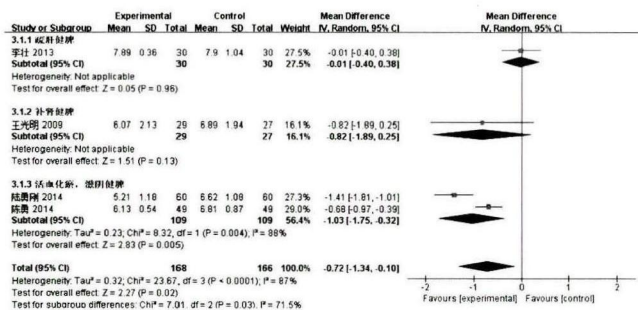 Experimental Control Mean Difference Mean Difference
Study or Subgroup Mean SD Total Mean SD Total Weight IV, Random, 95% CI IV, Random, 95% CI
3.1.1 疏肝健脾
李壮 2013 7.89 0.36 30 7.9 1.04 30 27.5% -0.01 [-0.40, 0.38]
Subtotal (95% CI) 30 30 27.5% -0.01 [-0.40, 0.38]
Heterogeneity: Not applicable
Test for overall effect: Z = 0.05 (P = 0.96)
3.1.2 补肾健脾
王光明 2009 6.07 2.13 29 6.89 1.94 27 16.1% -0.82 [-1.89, 0.25]
Subtotal (95% CI) 29 27 16.1% -0.82 [-1.89, 0.25]
Heterogeneity: Not applicable
Test for overall effect: Z = 1.51 (P = 0.13)
3.1.3 活血化瘀，滋阴健脾
陆勇刚 2014 5.21 1.18 60 6.62 1.08 60 27.3% -1.41 [-1.81, -1.01]
陈勇 2014 6.13 0.54 49 6.81 0.87 49 29.0% -0.68 [-0.97, -0.39]
Subtotal (95% CI) 109 109 56.4% -1.03 [-1.75, -0.32]
Heterogeneity: Tau² = 0.23; Chi² = 8.32, df = 1 (P = 0.004); I² = 88%
Test for overall effect: Z = 2.83 (P = 0.005)
Total (95% CI) 168 166 100.0% -0.72 [-1.34, -0.10]
Heterogeneity: Tau² = 0.32; Chi² = 23.67, df = 3 (P < 0.0001); I² = 87%
Test for overall effect: Z = 2.27 (P = 0.02)
Test for subgroup differences: Chi² = 7.01, df = 2 (P = 0.03), I² = 71.5%
-2 -1 0 1 2
Favours [experimental] Favours [control]